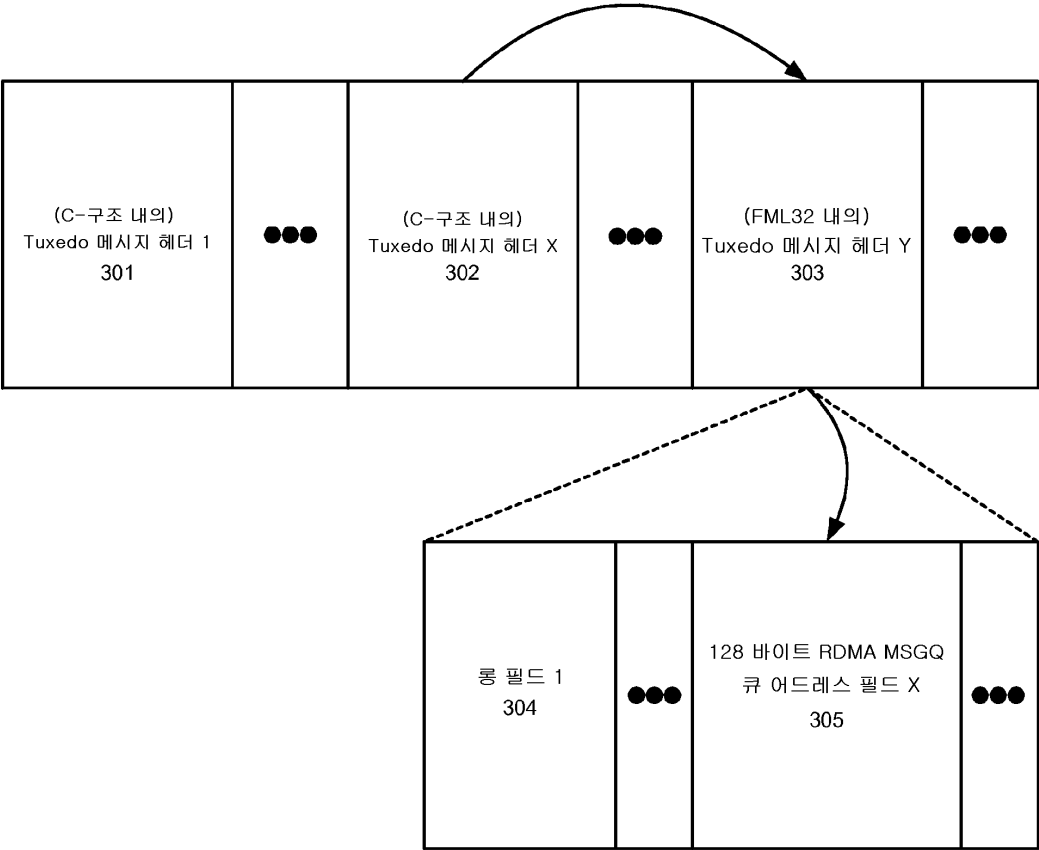 (C-구조 내의)
Tuxedo 메시지 헤더 1
301
(C-구조 내의)
Tuxedo 메시지 헤더 X
302
(FML32 내의)
Tuxedo 메시지 헤더 Y
303
롱 필드 1
304
128 바이트 RDMA MSGQ
큐 어드레스 필드 X
305